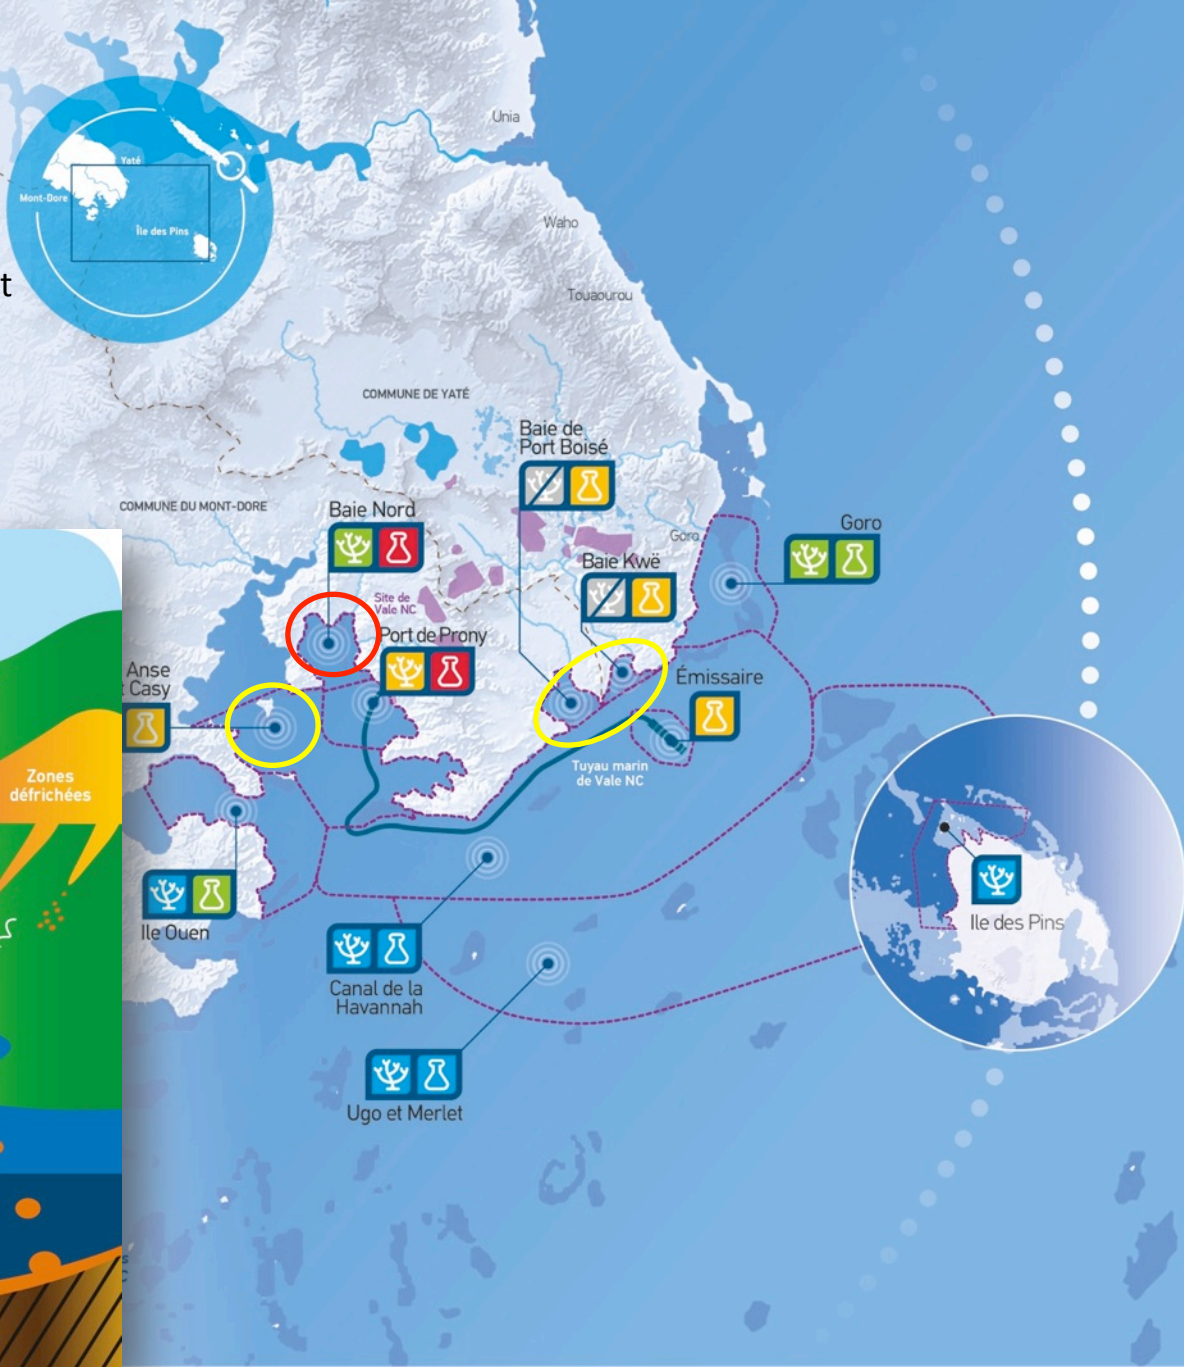 Unia
Yaté
Mont-Dore
Île des Pins
Waho
t
Touaourou
COMMUNE DE YATÉ
Baie de
Port Boisé
COMMUNE DU MONT-DORE
Baie Nord
Goro
Goro
Baie Kwë
Site de
Vale NC
Port de Prony
Anse
t Casy
Émissaire
Tuyau marin
de Vale NC
Zones
défrichées
Ile Ouen
Ile des Pins
Canal de la
Havannah
Ugo et Merlet